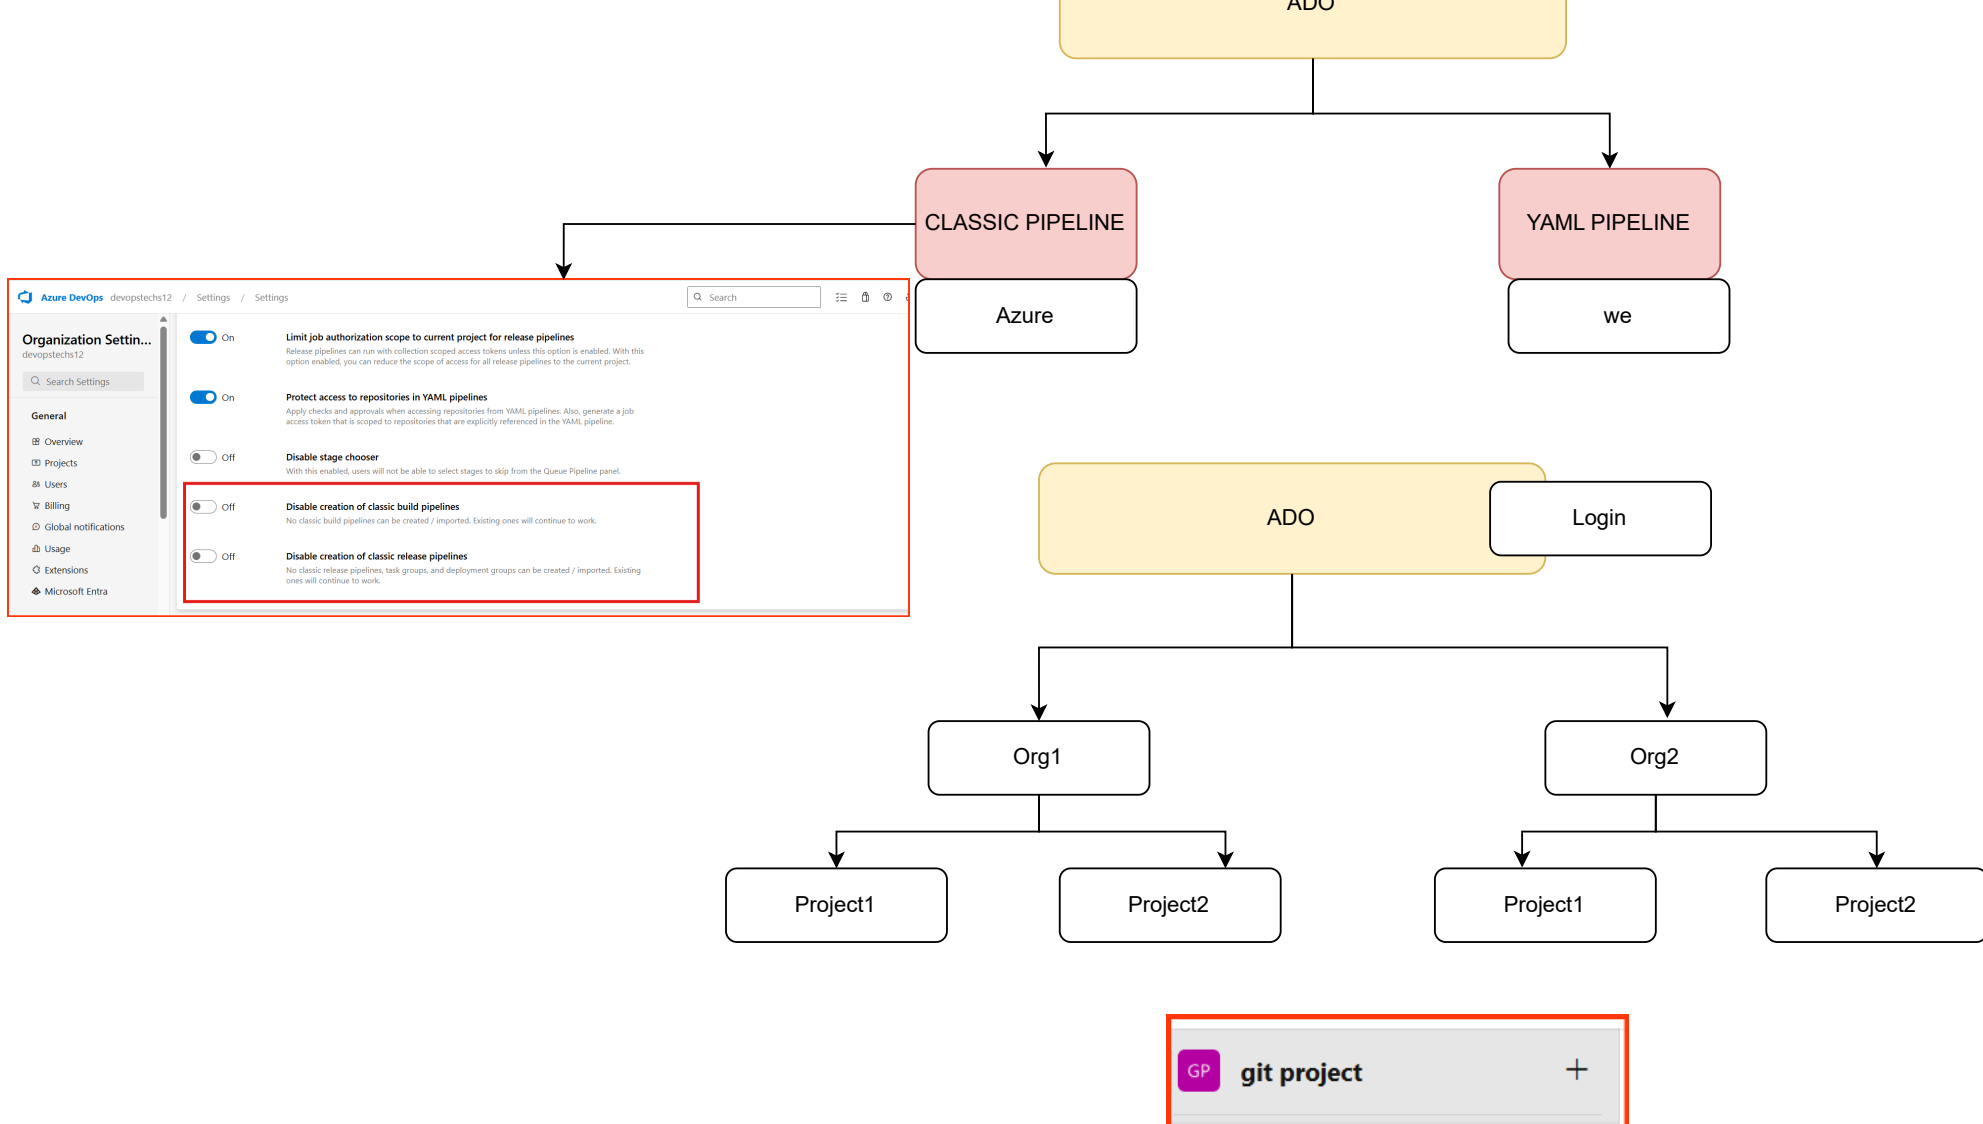 ADO
CLASSIC PIPELINE
YAML PIPELINE
Azure
we
Azure DevOps devopstechs12 / Settings / Settings
Search
Organization Settin...
devopstechs12
Search Settings
General
Overview
Projects
Users
Billing
Global notifications
Usage
Extensions
Microsoft Entra
On
Limit job authorization scope to current project for release pipelines
Release pipelines can run with collection scoped access tokens unless this option is enabled. With this
option enabled, you can reduce the scope of access for all release pipelines to the current project.
On
Protect access to repositories in YAML pipelines
Apply checks and approvals when accessing repositories from YAML pipelines. Also, generate a job
access token that is scoped to repositories that are explicitly referenced in the YAML pipeline.
Off
Disable stage chooser
With this enabled, users will not be able to select stages to skip from the Queue Pipeline panel.
Off
Disable creation of classic build pipelines
No classic build pipelines can be created / imported. Existing ones will continue to work.
Off
Disable creation of classic release pipelines
No classic release pipelines, task groups, and deployment groups can be created / imported. Existing
ones will continue to work.
ADO
Login
Org1
Org2
Project1
Project2
Project1
Project2
GP git project +